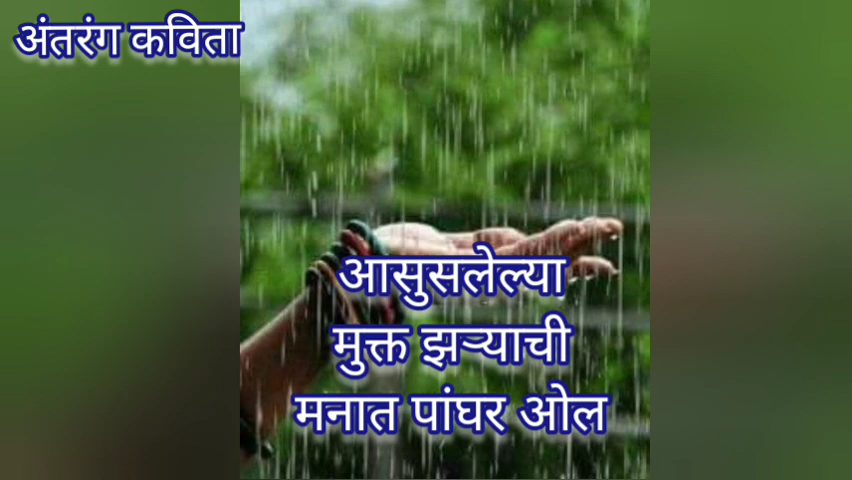 अंतरंग कविता
आसुसलेल्या
मुक्त झऱ्याची
मनात पांघर ओल